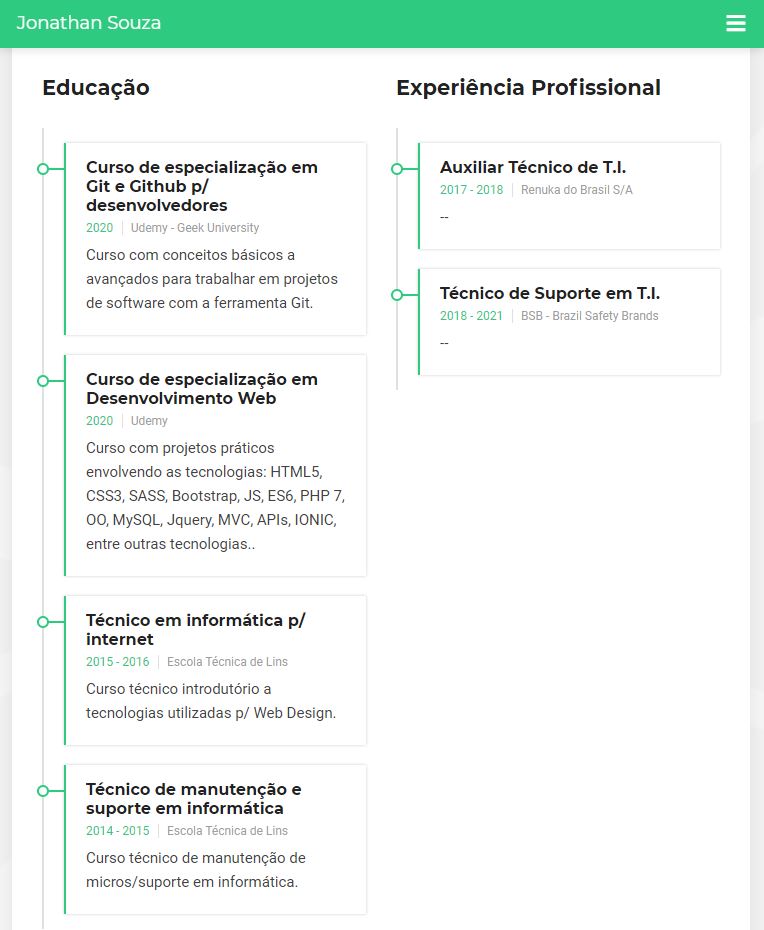 Jonathan Souza
Educação
Curso de especialização em
Git e Github p/
desenvolvedores
2020 Udemy - Geek University
Curso com conceitos básicos a
avançados para trabalhar em projetos
de software com a ferramenta Git.
Curso de especialização em
Desenvolvimento Web
2020 Udemy
Curso com projetos práticos
envolvendo as tecnologias: HTML5,
CSS3, SASS, Bootstrap, JS, ES6, PHP 7,
OO, MySQL, Jquery, MVC, APIs, IONIC,
entre outras tecnologias..
Técnico em informática p/
internet
2015 - 2016 Escola Técnica de Lins
Curso técnico introdutório a
tecnologias utilizadas p/ Web Design.
Técnico de manutenção e
suporte em informática
2014 - 2015 Escola Técnica de Lins
Curso técnico de manutenção de
micros/suporte em informática.
Experiência Profissional
Auxiliar Técnico de T.I.
2017 - 2018 Renuka do Brasil S/A
--
Técnico de Suporte em T.I.
2018 - 2021 BSB - Brazil Safety Brands
--